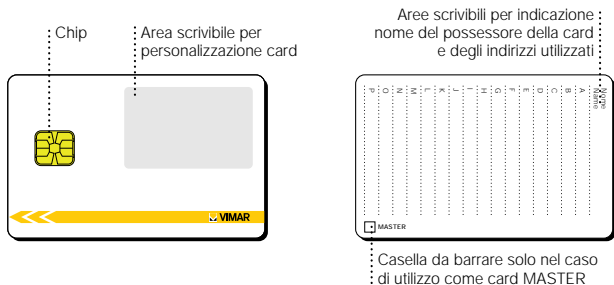 Chip
Area scrivibile per
personalizzazione card
VIMAR
Aree scrivibili per indicazione
nome del possessore della card
e degli indirizzi utilizzati
P
O
N
M
L
K
J
I
H
G
F
E
D
C
B
A
Nome
Name
MASTER
Casella da barrare solo nel caso
di utilizzo come card MASTER